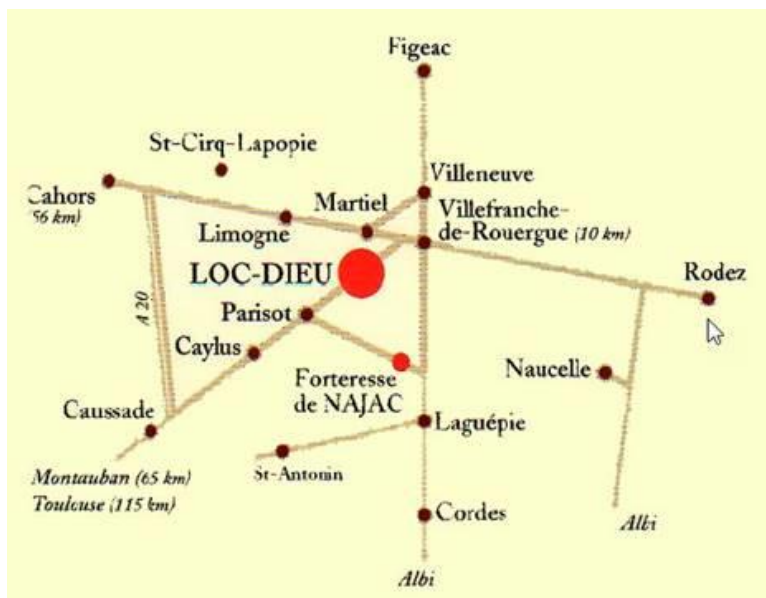 Figeac
St-Cirq-Lapopie
Villeneuve
Cahors
56 km)
Martiel
Villefranche-
de-Rouergue (10 km)
Limogne
LOC-DIEU
Rodez
A 20
Parisot
Caylus
Forteresse
de NAJAC
Naucelle
Caussade
Laguépie
Montauban (65 km)
Toulouse (115 km)
St-Antonin
Cordes
Albi
Albi